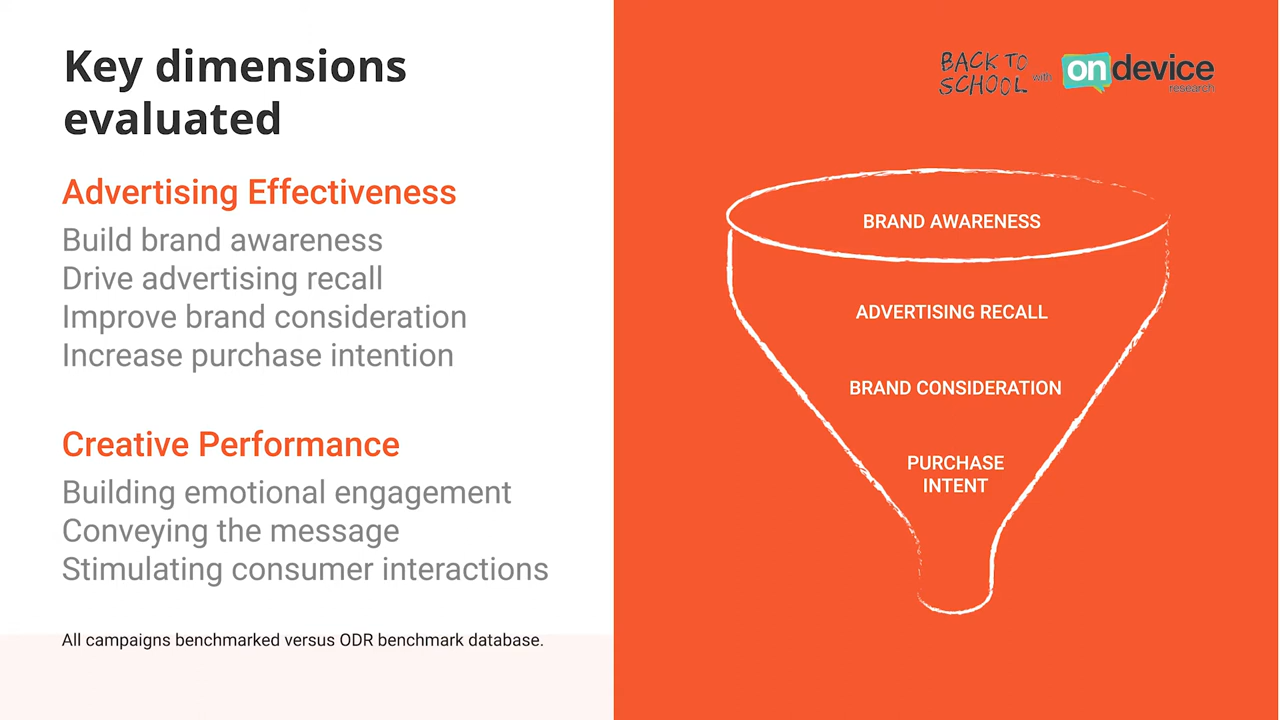 Key dimensions
evaluated
Advertising Effectiveness
Build brand awareness
Drive advertising recall
Improve brand consideration
Increase purchase intention
Creative Performance
Building emotional engagement
Conveying the message
Stimulating consumer interactions
All campaigns benchmarked versus ODR benchmark database.
BACK TO
SCHOOL with
ondevice
research
BRAND AWARENESS
ADVERTISING RECALL
BRAND CONSIDERATION
PURCHASE
INTENT